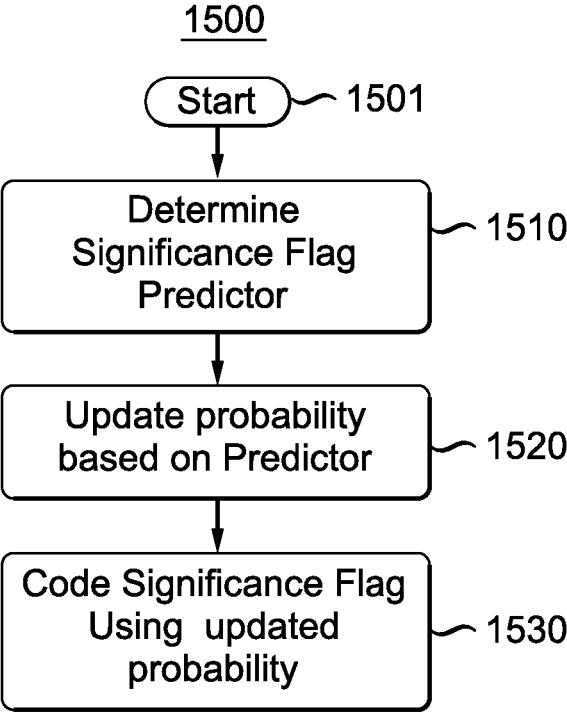 1500
Start
1501
Determine
Significance Flag
Predictor
1510
Update probability
based on Predictor
1520
Code Significance Flag
Using updated
probability
1530